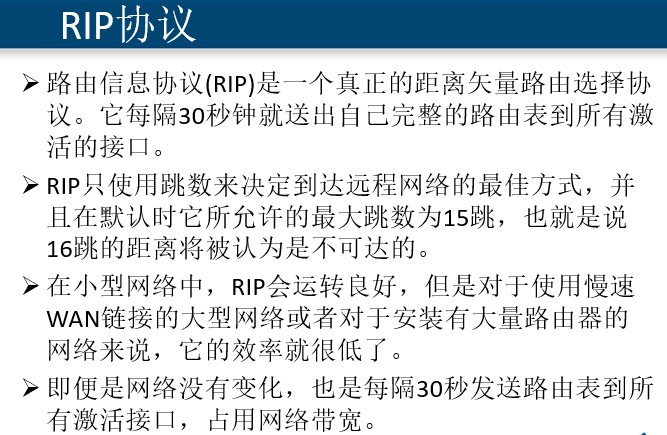 RIP协议
➢ 路由信息协议(RIP)是一个真正的距离矢量路由选择协
议。它每隔30秒钟就送出自己完整的路由表到所有激
活的接口。
➢ RIP只使用跳数来决定到达远程网络的最佳方式，并
且在默认时它所允许的最大跳数为15跳，也就是说
16跳的距离将被认为是不可达的。
➢ 在小型网络中，RIP会运转良好，但是对于使用慢速
WAN链接的大型网络或者对于安装有大量路由器的
网络来说，它的效率就很低了。
➢ 即便是网络没有变化，也是每隔30秒发送路由表到所
有激活接口，占用网络带宽。